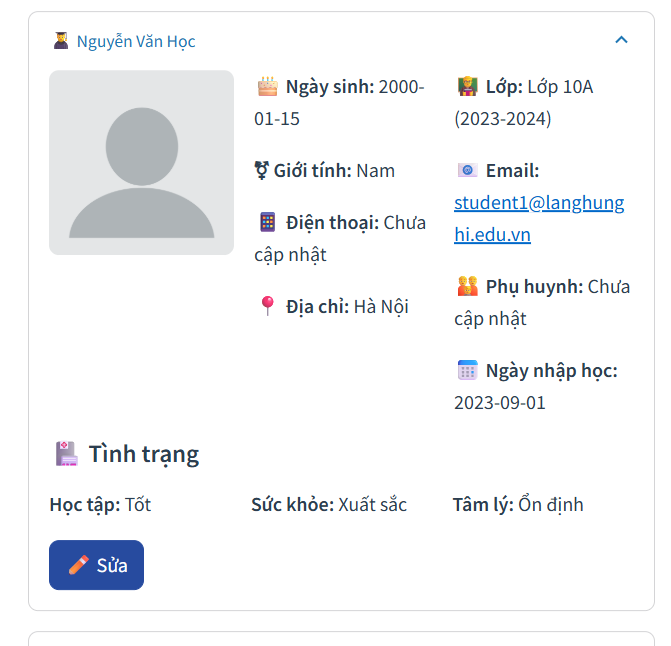 Nguyễn Văn Học
Ngày sinh: 2000-
01-15
Giới tính: Nam
Điện thoại: Chưa
cập nhật
Địa chỉ: Hà Nội
Lớp: Lớp 10A
(2023-2024)
Email:
student1@langhung
hi.edu.vn
Phụ huynh: Chưa
cập nhật
Ngày nhập học:
2023-09-01
Tình trạng
Học tập: Tốt
Sức khỏe: Xuất sắc
Tâm lý: Ổn định
Sửa